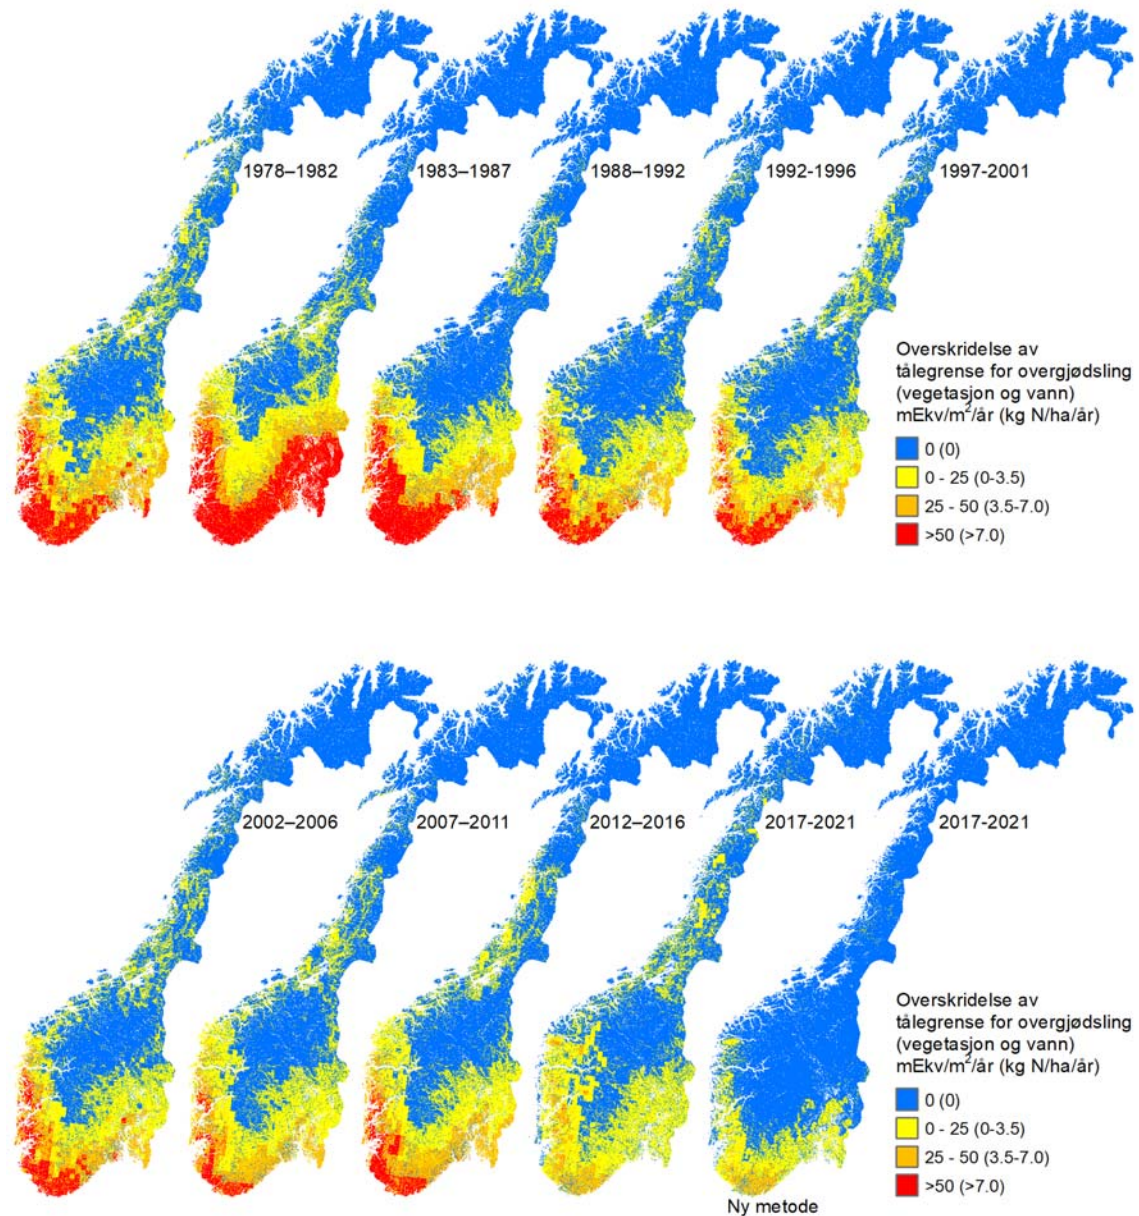 1978–1982
1983–1987
1988–1992
1992-1996
1997-2001
Overskridelse av
tålegrense for overgjødsling
(vegetasjon og vann)
mEkv/m²/år (kg N/ha/år)
0 (0)
0 - 25 (0-3.5)
25 - 50 (3.5-7.0)
>50 (>7.0)
2002–2006
2007–2011
2012–2016
2017-2021
2017-2021
Overskridelse av
tålegrense for overgjødsling
(vegetasjon og vann)
mEkv/m²/år (kg N/ha/år)
0 (0)
0 - 25 (0-3.5)
25 - 50 (3.5-7.0)
>50 (>7.0)
Ny metode